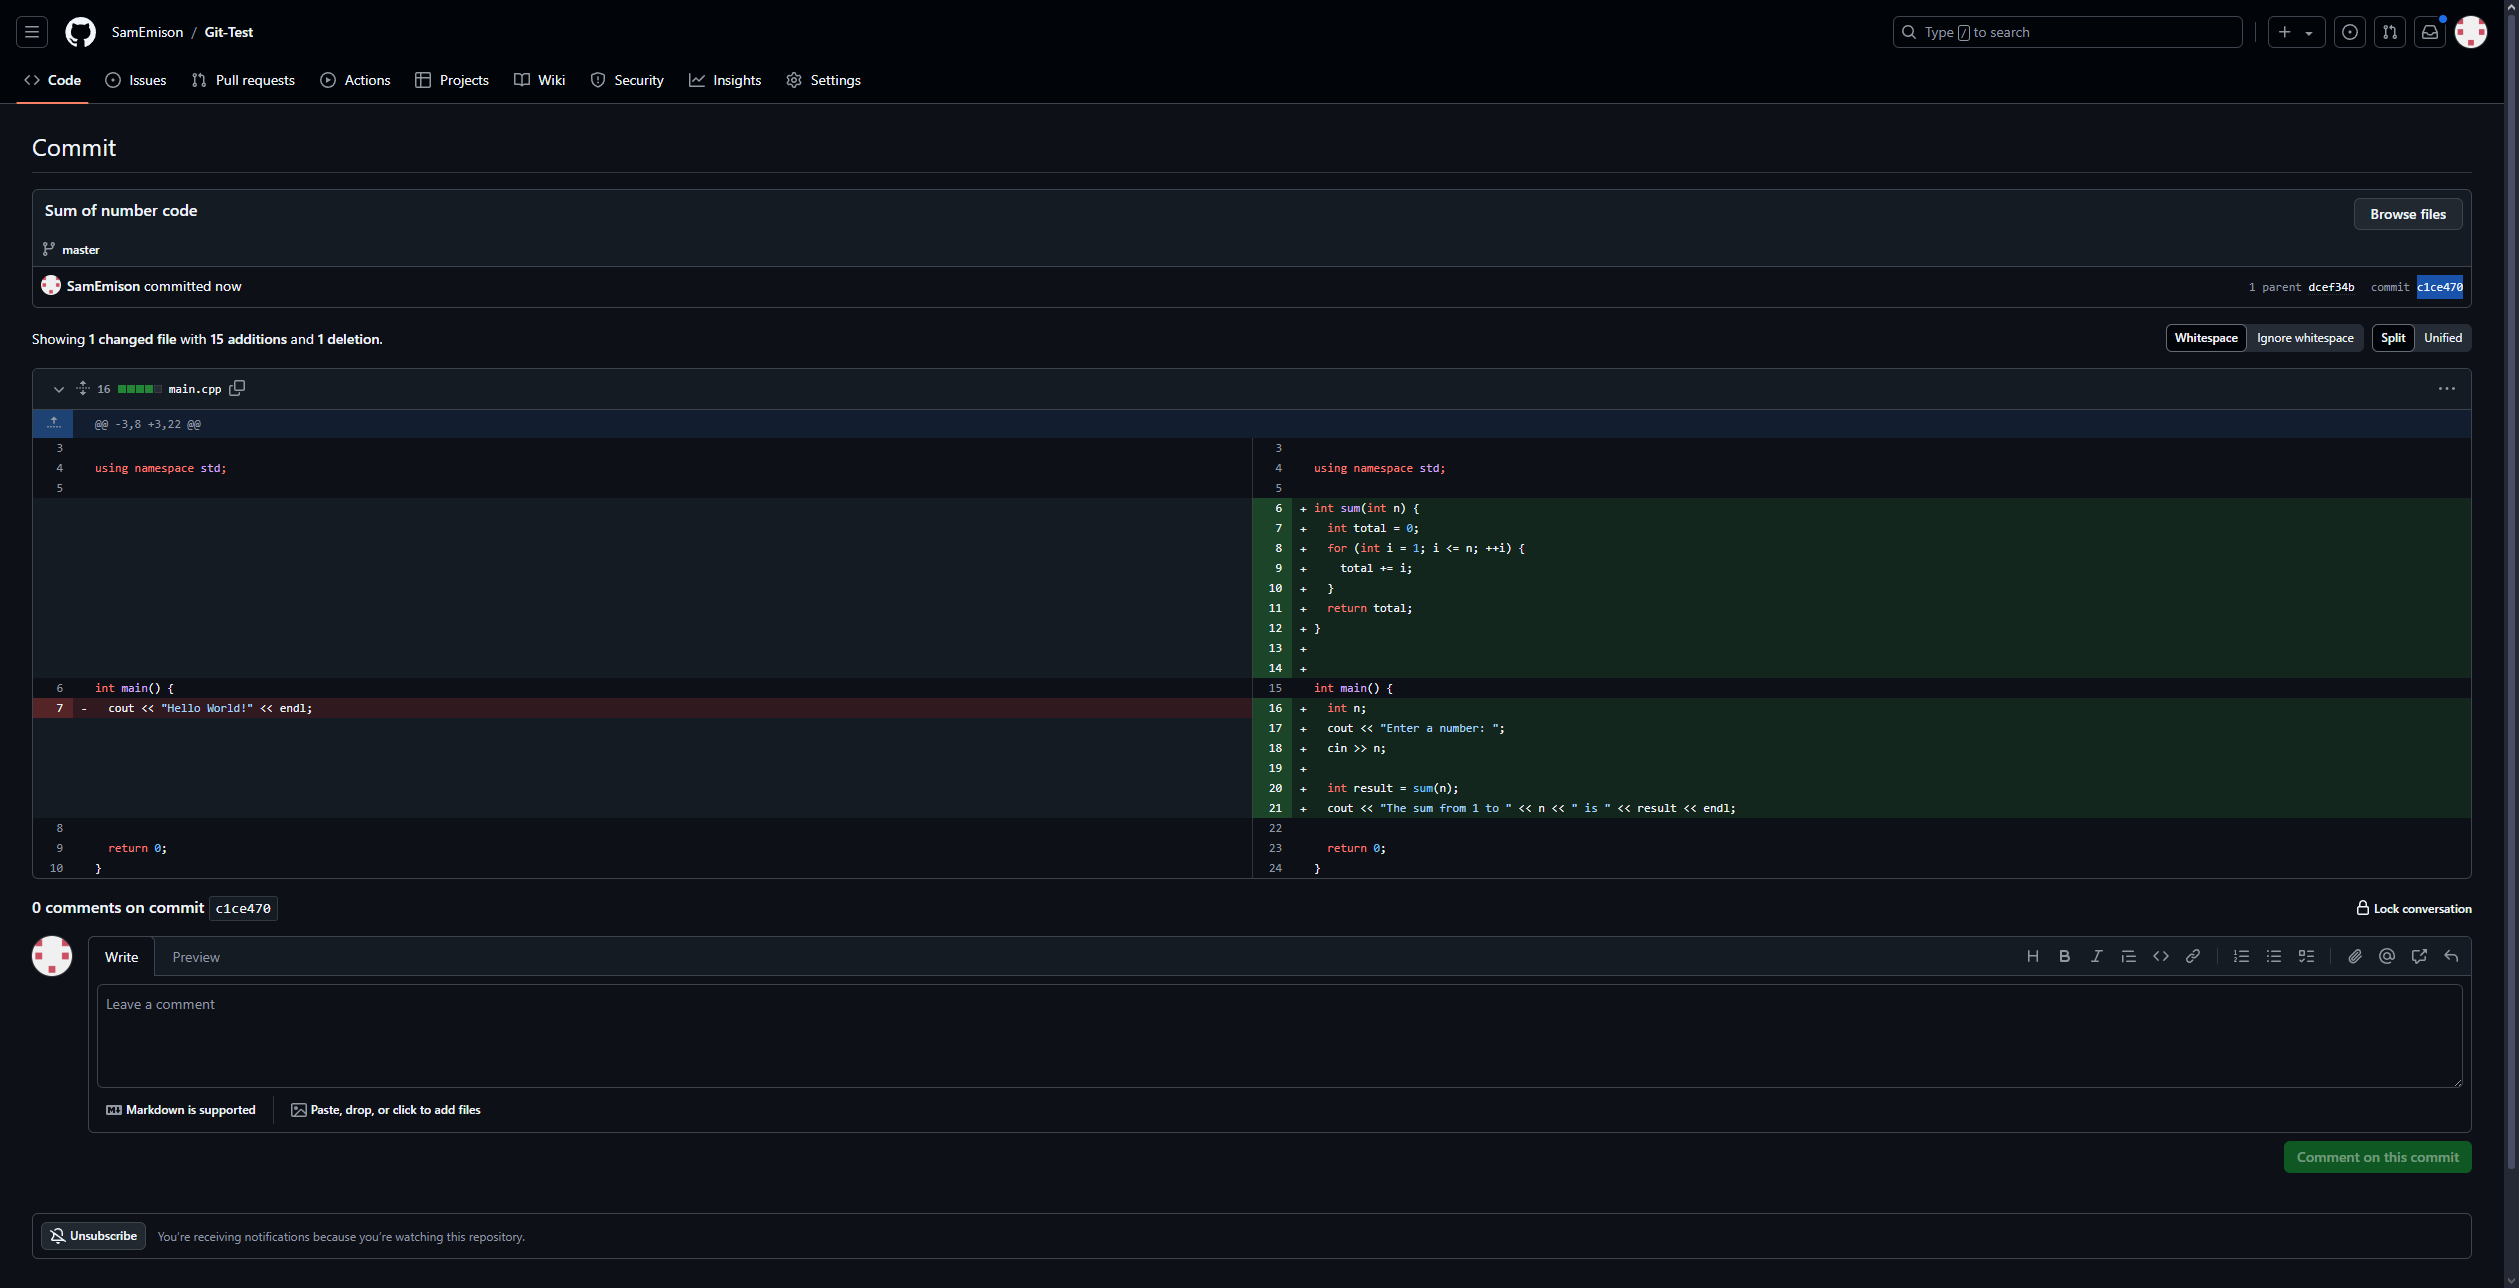 SamEmison / Git-Test
Type / to search
Code Issues Pull requests Actions Projects Wiki Security Insights Settings
Commit
Sum of number code
Browse files
master
SamEmison committed now
1 parent dcef34b commit c1ce470
Showing 1 changed file with 15 additions and 1 deletion.
Whitespace Ignore whitespace Split Unified
16 main.cpp
@@ -3,8 +3,22 @@
3 3
4 using namespace std; 4 using namespace std;
5 5
6 + int sum(int n) {
7 + int total = 0;
8 + for (int i = 1; i <= n; ++i) {
9 + total += i;
10 + }
11 + return total;
12 + }
13 +
14 +
6 int main() { 15 int main() {
7 - cout << "Hello World!" << endl; 16 + int n;
17 + cout << "Enter a number: ";
18 + cin >> n;
19 +
20 + int result = sum(n);
21 + cout << "The sum from 1 to " << n << " is " << result << endl;
8 22
9 return 0; 23 return 0;
10 } 24 }
0 comments on commit c1ce470
Lock conversation
Write Preview
Leave a comment
Markdown is supported
Paste, drop, or click to add files
Comment on this commit
Unsubscribe You're receiving notifications because you're watching this repository.